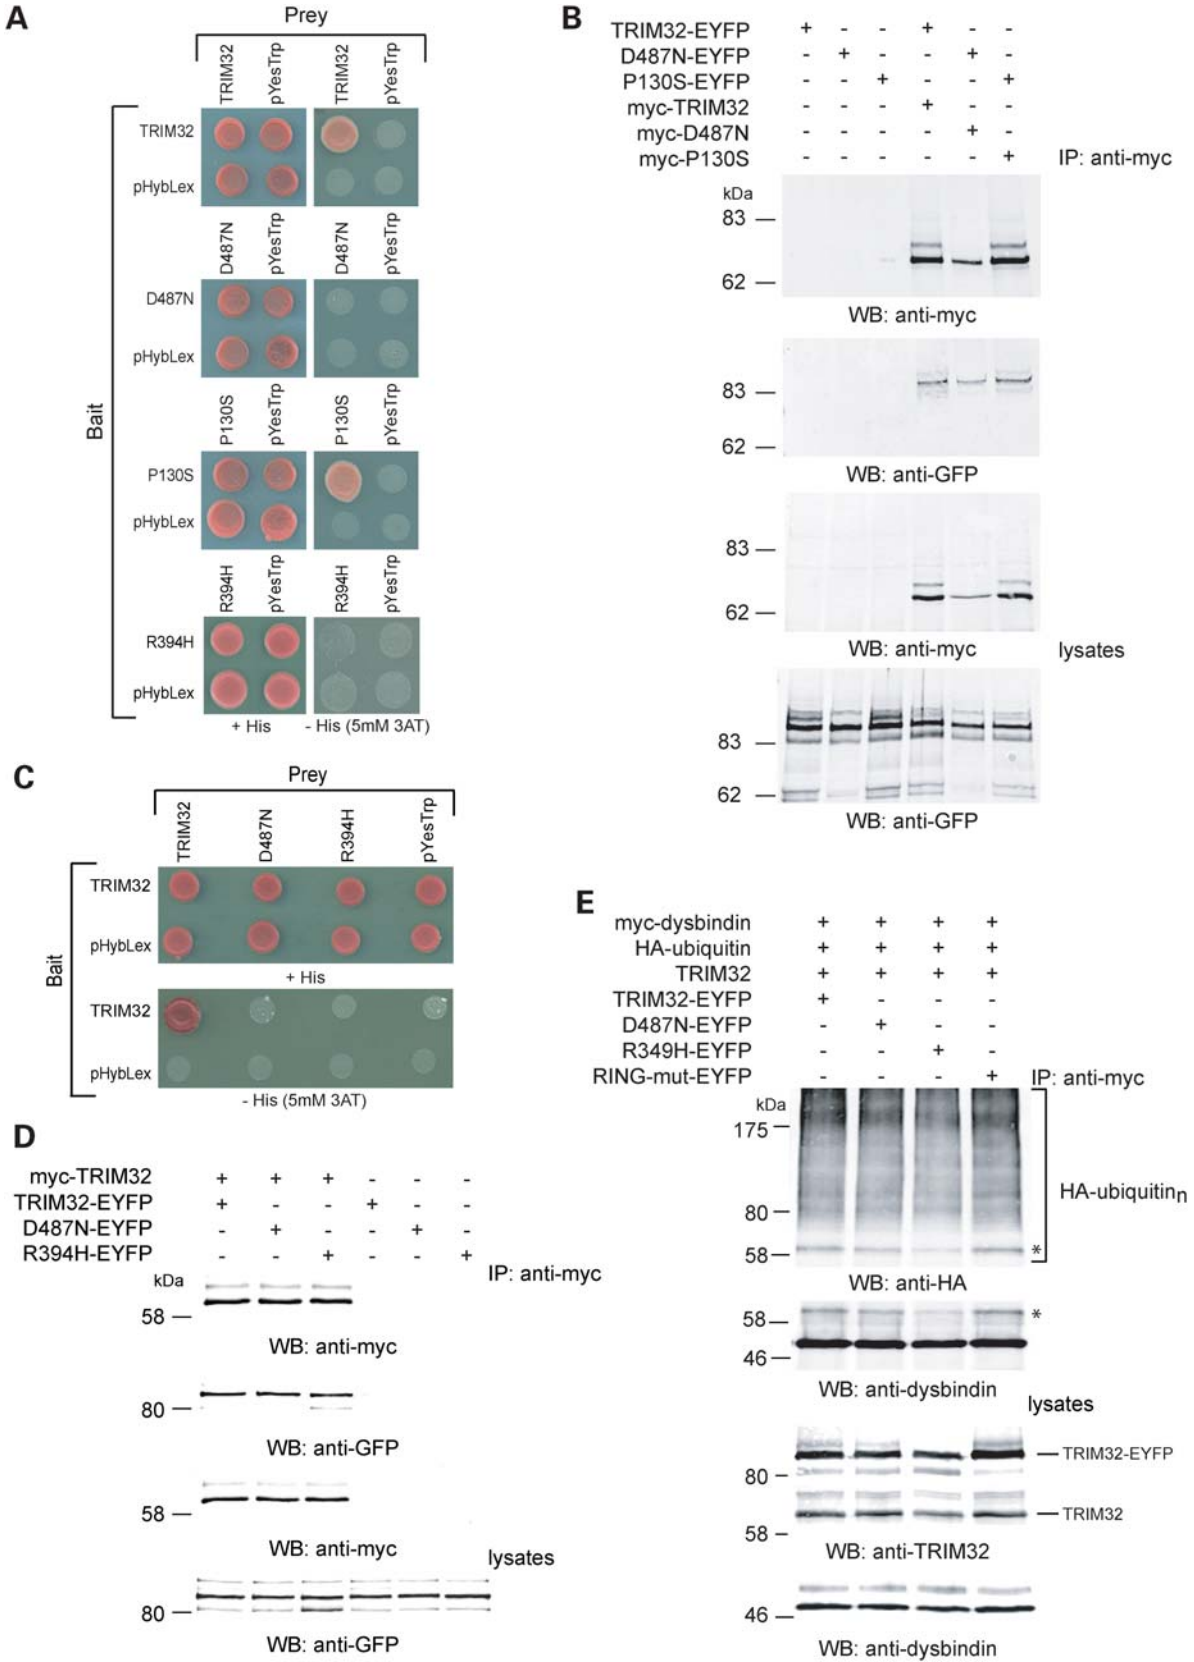 A
Prey
TRIM32 pYesTrp TRIM32 pYesTrp
Bait
TRIM32
pHybLex
D487N pYesTrp D487N pYesTrp
D487N
pHybLex
P130S pYesTrp P130S pYesTrp
P130S
pHybLex
R394H pYesTrp R394H pYesTrp
R394H
pHybLex
+ His - His (5mM 3AT)
B
TRIM32-EYFP + - - + - -
D487N-EYFP - + - - + -
P130S-EYFP - - + - - +
myc-TRIM32 - - - + - -
myc-D487N - - - - + -
myc-P130S - - - - - + IP: anti-myc
kDa
83
62
WB: anti-myc
83
62
WB: anti-GFP
83
62
WB: anti-myc lysates
83
62
WB: anti-GFP
C
Prey
TRIM32 D487N R394H pYesTrp
Bait
TRIM32
pHybLex
+ His
TRIM32
pHybLex
- His (5mM 3AT)
D
myc-TRIM32 + + + - - -
TRIM32-EYFP + - - + - -
D487N-EYFP - + - - + -
R394H-EYFP - - + - - +
IP: anti-myc
kDa
58
WB: anti-myc
80
WB: anti-GFP
58
WB: anti-myc
lysates
80
WB: anti-GFP
E
myc-dysbindin + + + +
HA-ubiquitin + + + +
TRIM32 + + + +
TRIM32-EYFP + - - -
D487N-EYFP - + - -
R349H-EYFP - - + -
RING-mut-EYFP - - - + IP: anti-myc
kDa
175
80
58
HA-ubiquitinn
*
WB: anti-HA
58
*
46
WB: anti-dysbindin
lysates
TRIM32-EYFP
80
TRIM32
58
WB: anti-TRIM32
46
WB: anti-dysbindin